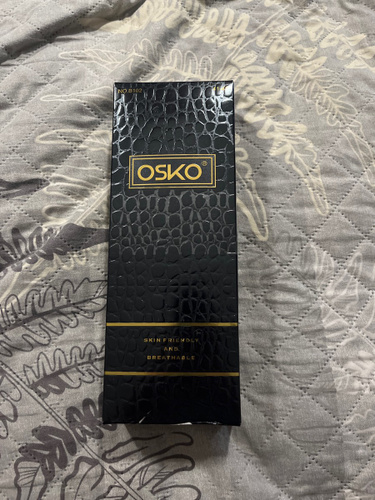 OSKO®
SKIN FRIENDLY
AND
BREATHABLE